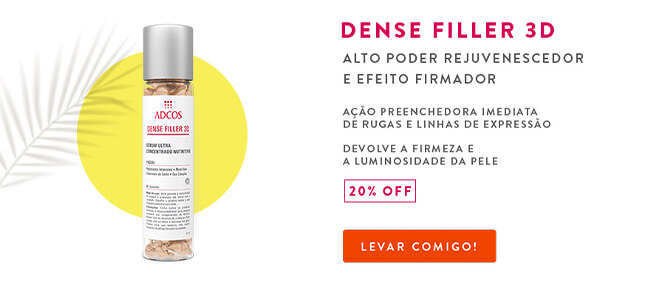 DENSE FILLER 3D
ALTO PODER REJUVENESCEDOR
E EFEITO FIRMADOR
AÇÃO PREENCHEDORA IMEDIATA
DE RUGAS E LINHAS DE EXPRESSÃO
DEVOLVE A FIRMEZA E
A LUMINOSIDADE DA PELE
20% OFF
LEVAR COMIGO!
ADCOS
DENSE FILLER 3D
SÉRUM ULTRA
CONCENTRADO NUTRITIVO